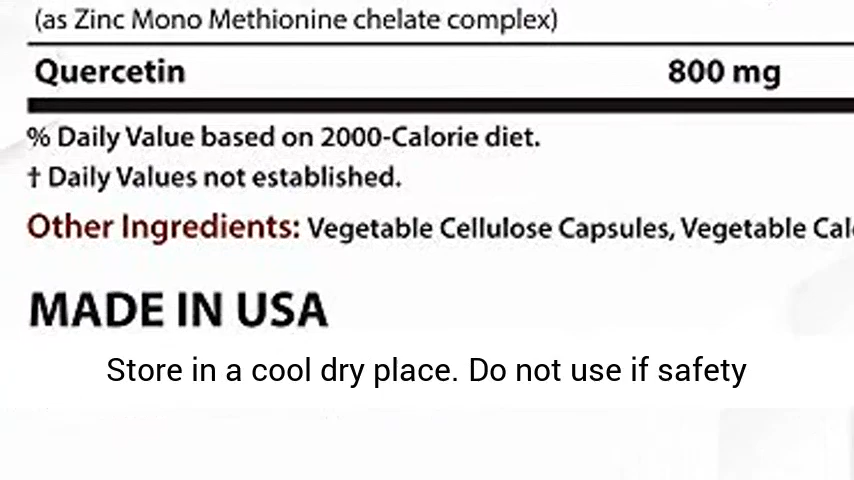 (as Zinc Mono Methionine chelate complex)
Quercetin 800 mg
% Daily Value based on 2000-Calorie diet.
† Daily Values not established.
Other Ingredients: Vegetable Cellulose Capsules, Vegetable
MADE IN USA
Store in a cool dry place. Do not use if safety